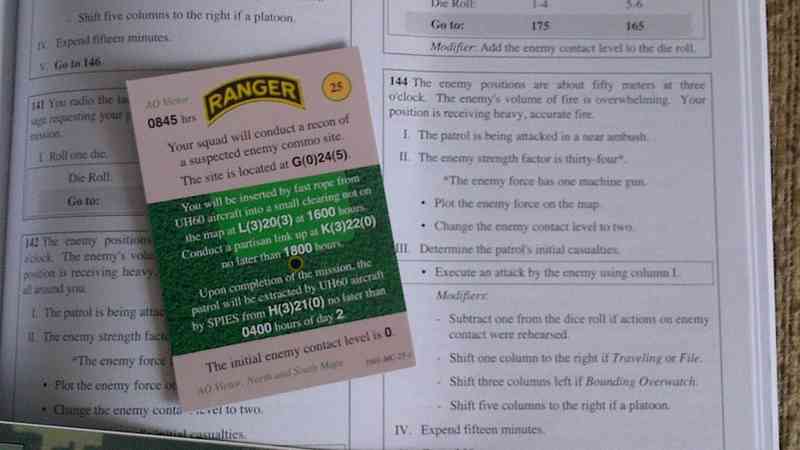 Shift five columns to the right if a platoon.
IV. Expend fifteen minutes.
V. Go to 146
141 You radio the
sage requesting your
mission.
I. Roll one die.
Die Roll:
Go to:
142 The enemy positions
o'clock. The enemy's
position is receiving heavy,
all around you.
I. The patrol is being
II. The enemy strength
*The enemy force
• Plot the enemy force
• Change the enemy to two.
casualties.
AO Victor
RANGER
25
0845 hrs
Your squad will conduct a recon of
a suspected enemy commo site.
The site is located at G(0)24(5).
You will be inserted by fast rope from
UH60 aircraft into a small clearing not on
the map at L(3)20(3) at 1600 hours.
Conduct a partisan link up at K(3)22(0)
no later than 1800 hours.
Upon completion of the mission, the
patrol will be extracted by UH60 aircraft
by SPIES from H(3)21(0) no later than
0400 hours of day 2.
The initial enemy contact level is 0.
AO Victor, North and South Maps
Die Roll: 1-4 5-6
Go to: 175 165
Modifier: Add the enemy contact level to the die roll.
144 The enemy positions are about fifty meters at three
o'clock. The enemy's volume of fire is overwhelming. Your
position is receiving heavy, accurate fire.
I. The patrol is being attacked in a near ambush.
II. The enemy strength factor is thirty-four*.
*The enemy force has one machine gun.
• Plot the enemy force on the map.
• Change the enemy contact level to two.
III. Determine the patrol's initial casualties.
• Execute an attack by the enemy using column I.
Modifiers:
- Subtract one from the dice roll if actions on enemy
contact were rehearsed.
- Shift one column to the right if Traveling or File.
- Shift three columns left if Bounding Overwatch.
- Shift five columns to the right if a platoon.
IV. Expend fifteen minutes.